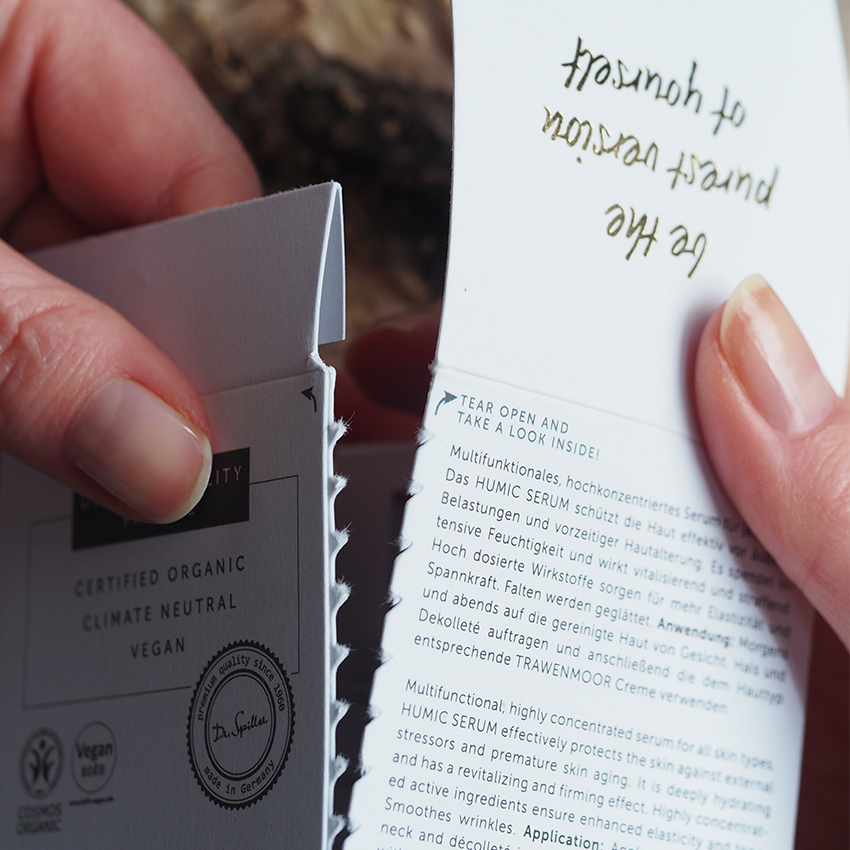 be the
purest version
of yourself
TEAR OPEN AND
TAKE A LOOK INSIDE!
Multifunktionales, hochkonzentriertes Serum für
Das HUMIC SERUM schützt die Haut effektiv vor
Belastungen und vorzeitiger Hautalterung. Es spendet
tensive Feuchtigkeit und wirkt vitalisierend und straffend
Hoch dosierte Wirkstoffe sorgen für mehr Elastizität und
Spannkraft. Falten werden geglättet. Anwendung: Morgens
und abends auf die gereinigte Haut von Gesicht, Hals und
Dekolleté auftragen und anschließend die dem Hauttyp
entsprechende TRAWENMOOR Creme verwenden.
Multifunctional, highly concentrated serum for all skin types.
HUMIC SERUM effectively protects the skin against external
stressors and premature skin aging. It is deeply hydrating
and has a revitalizing and firming effect. Highly concentrat-
ed active ingredients ensure enhanced elasticity and
Smoothes wrinkles. Application:
neck and décolleté
CERTIFIED ORGANIC
CLIMATE NEUTRAL
VEGAN
premium quality since 1960
Dr. Spiller
made in Germany
COSMOS
ORGANIC
Vegan